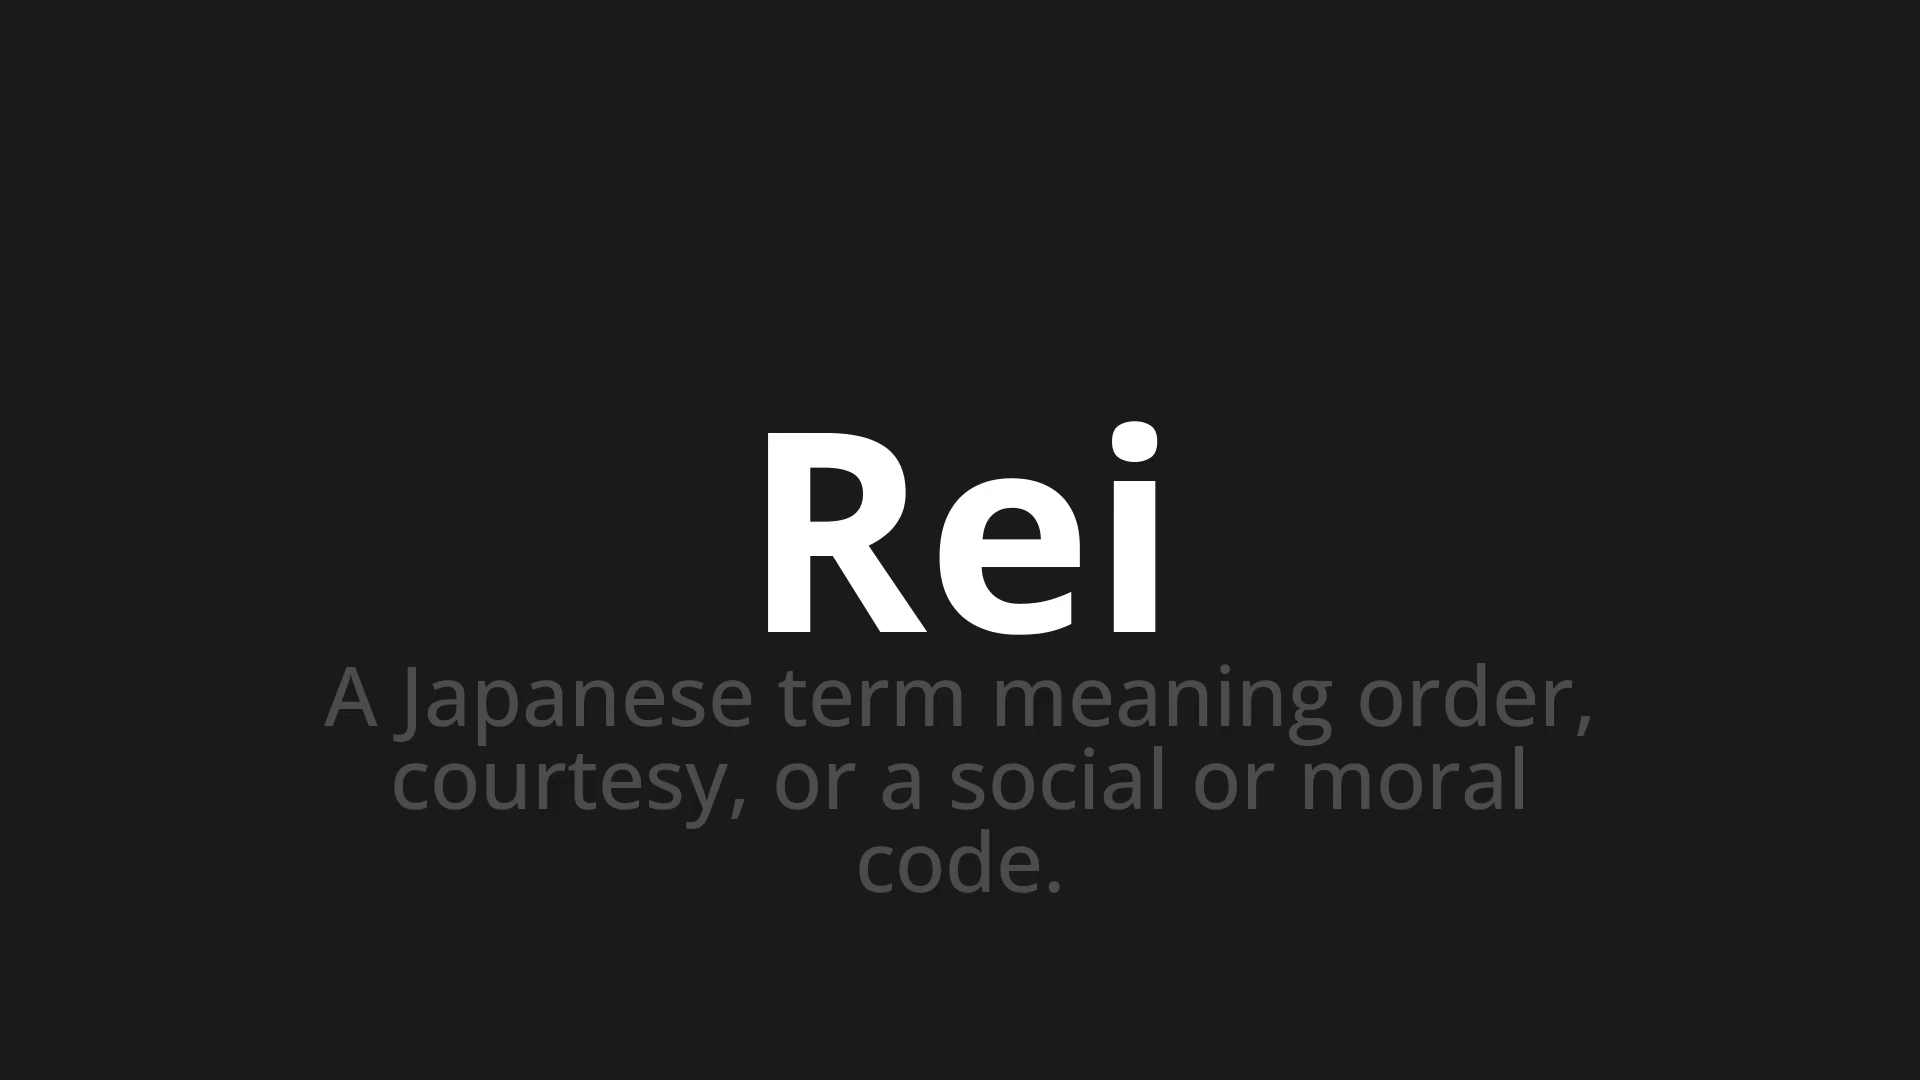 Rei
A Japanese term meaning order,
courtesy, or a social or moral
code.